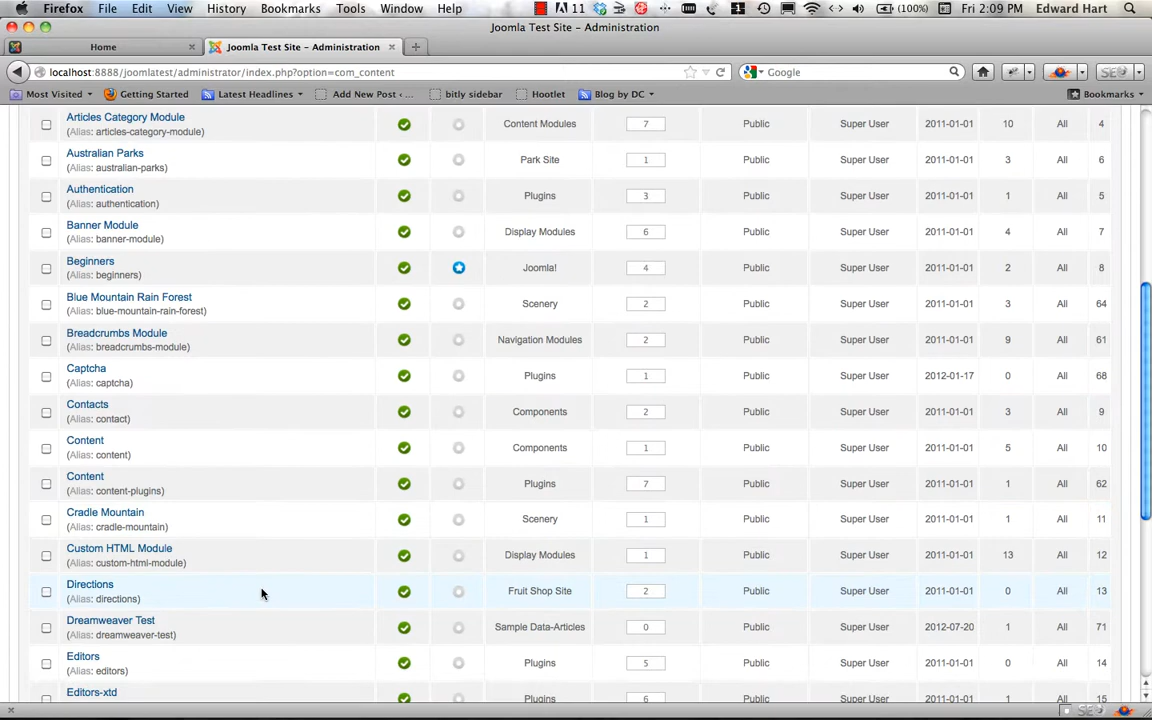 Firefox File Edit View History Bookmarks Tools Window Help 11 1 (100%) Fri 2:09 PM Edward Hart
Joomla Test Site – Administration
Home Joomla Test Site – Administration
localhost:8888/joomlatest/administrator/index.php?option=com_content Google SEO
Most Visited Getting Started Latest Headlines Add New Post ‹ ... bitly sidebar Hootlet Blog by DC Bookmarks
Articles Category Module Content Modules 7 Public Super User 2011-01-01 10 All 4
(Alias: articles-category-module)
Australian Parks Park Site 1 Public Super User 2011-01-01 3 All 6
(Alias: australian-parks)
Authentication Plugins 3 Public Super User 2011-01-01 1 All 5
(Alias: authentication)
Banner Module Display Modules 6 Public Super User 2011-01-01 4 All 7
(Alias: banner-module)
Beginners Joomla! 4 Public Super User 2011-01-01 2 All 8
(Alias: beginners)
Blue Mountain Rain Forest Scenery 2 Public Super User 2011-01-01 3 All 64
(Alias: blue-mountain-rain-forest)
Breadcrumbs Module Navigation Modules 2 Public Super User 2011-01-01 9 All 61
(Alias: breadcrumbs-module)
Captcha Plugins 1 Public Super User 2012-01-17 0 All 68
(Alias: captcha)
Contacts Components 2 Public Super User 2011-01-01 3 All 9
(Alias: contact)
Content Components 1 Public Super User 2011-01-01 5 All 10
(Alias: content)
Content Plugins 7 Public Super User 2011-01-01 1 All 62
(Alias: content-plugins)
Cradle Mountain Scenery 1 Public Super User 2011-01-01 1 All 11
(Alias: cradle-mountain)
Custom HTML Module Display Modules 1 Public Super User 2011-01-01 13 All 12
(Alias: custom-html-module)
Directions Fruit Shop Site 2 Public Super User 2011-01-01 0 All 13
(Alias: directions)
Dreamweaver Test Sample Data-Articles 0 Public Super User 2012-07-20 1 All 71
(Alias: dreamweaver-test)
Editors Plugins 5 Public Super User 2011-01-01 0 All 14
(Alias: editors)
Editors-xtd Plugins 6 Public Super User 2011-01-01 1 All 15
SEO